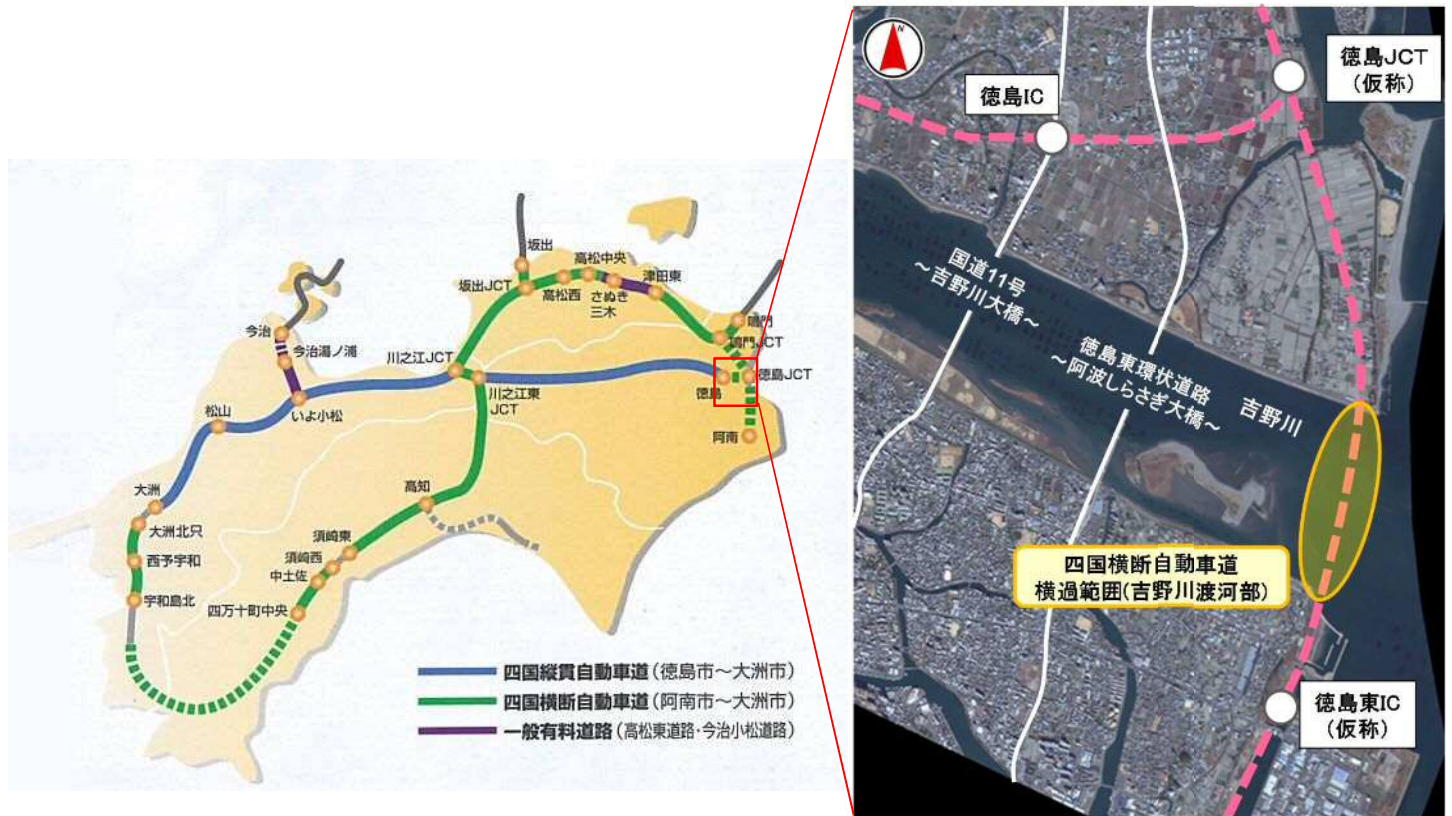 坂出
高松中央
津田東
坂出JCT
高松西
さぬき
三木
鳴門
鳴門JCT
今治
今治湯ノ浦
川之江JCT
徳島
徳島JCT
いよ小松
川之江東
JCT
松山
阿南
高知
大洲
大洲北只
須崎東
須崎西
西予宇和
中土佐
宇和島北
四万十町中央
四国縦貫自動車道(徳島市〜大洲市)
四国横断自動車道(阿南市〜大洲市)
一般有料道路(高松東道路・今治小松道路)
N
徳島IC
徳島JCT
(仮称)
国道11号
〜吉野川大橋〜
徳島東環状道路
〜阿波しらさぎ大橋〜
吉野川
四国横断自動車道
横過範囲(吉野川渡河部)
徳島東IC
(仮称)